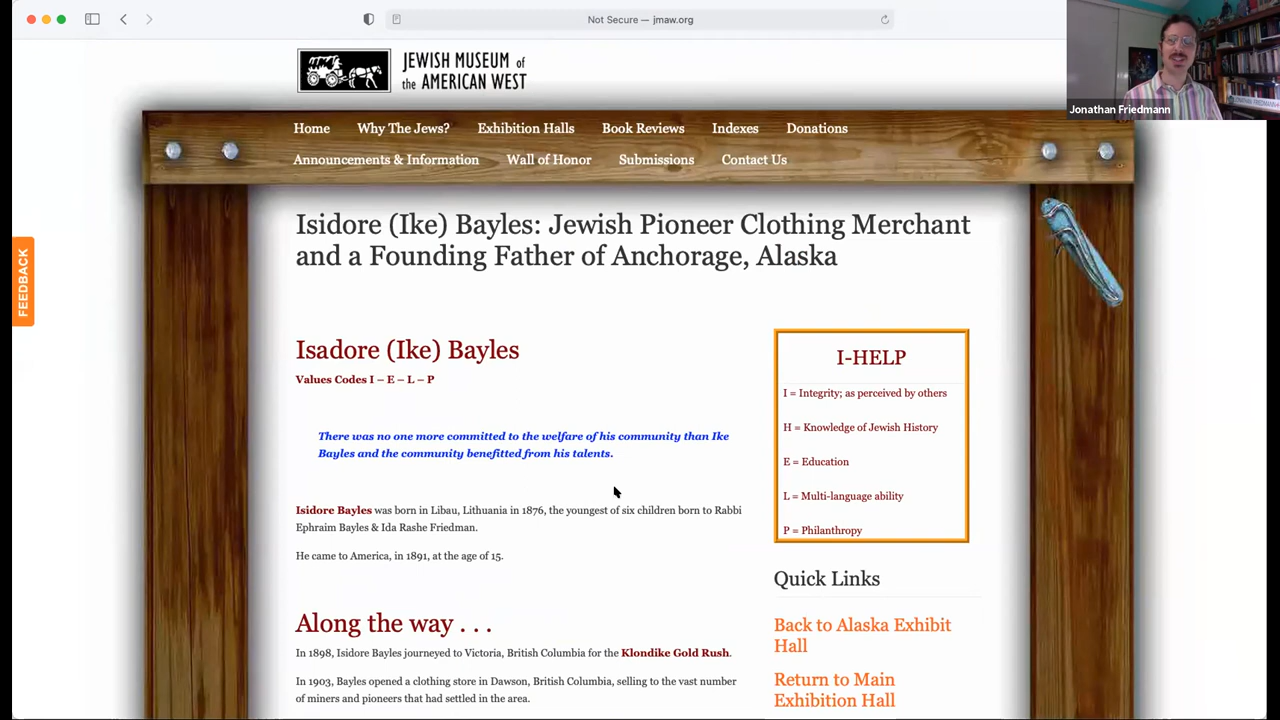 Not Secure — jmaw.org
JEWISH MUSEUM of
the AMERICAN WEST
Jonathan Friedmann
Home Why The Jews? Exhibition Halls Book Reviews Indexes Donations
Announcements & Information Wall of Honor Submissions Contact Us
Isidore (Ike) Bayles: Jewish Pioneer Clothing Merchant
and a Founding Father of Anchorage, Alaska
FEEDBACK
Isadore (Ike) Bayles
Values Codes I – E – L – P
There was no one more committed to the welfare of his community than Ike
Bayles and the community benefitted from his talents.
Isidore Bayles was born in Libau, Lithuania in 1876, the youngest of six children born to Rabbi
Ephraim Bayles & Ida Rashe Friedman.
He came to America, in 1891, at the age of 15.
Along the way . . .
In 1898, Isidore Bayles journeyed to Victoria, British Columbia for the Klondike Gold Rush.
In 1903, Bayles opened a clothing store in Dawson, British Columbia, selling to the vast number
of miners and pioneers that had settled in the area.
I-HELP
I = Integrity; as perceived by others
H = Knowledge of Jewish History
E = Education
L = Multi-language ability
P = Philanthropy
Quick Links
Back to Alaska Exhibit
Hall
Return to Main
Exhibition Hall